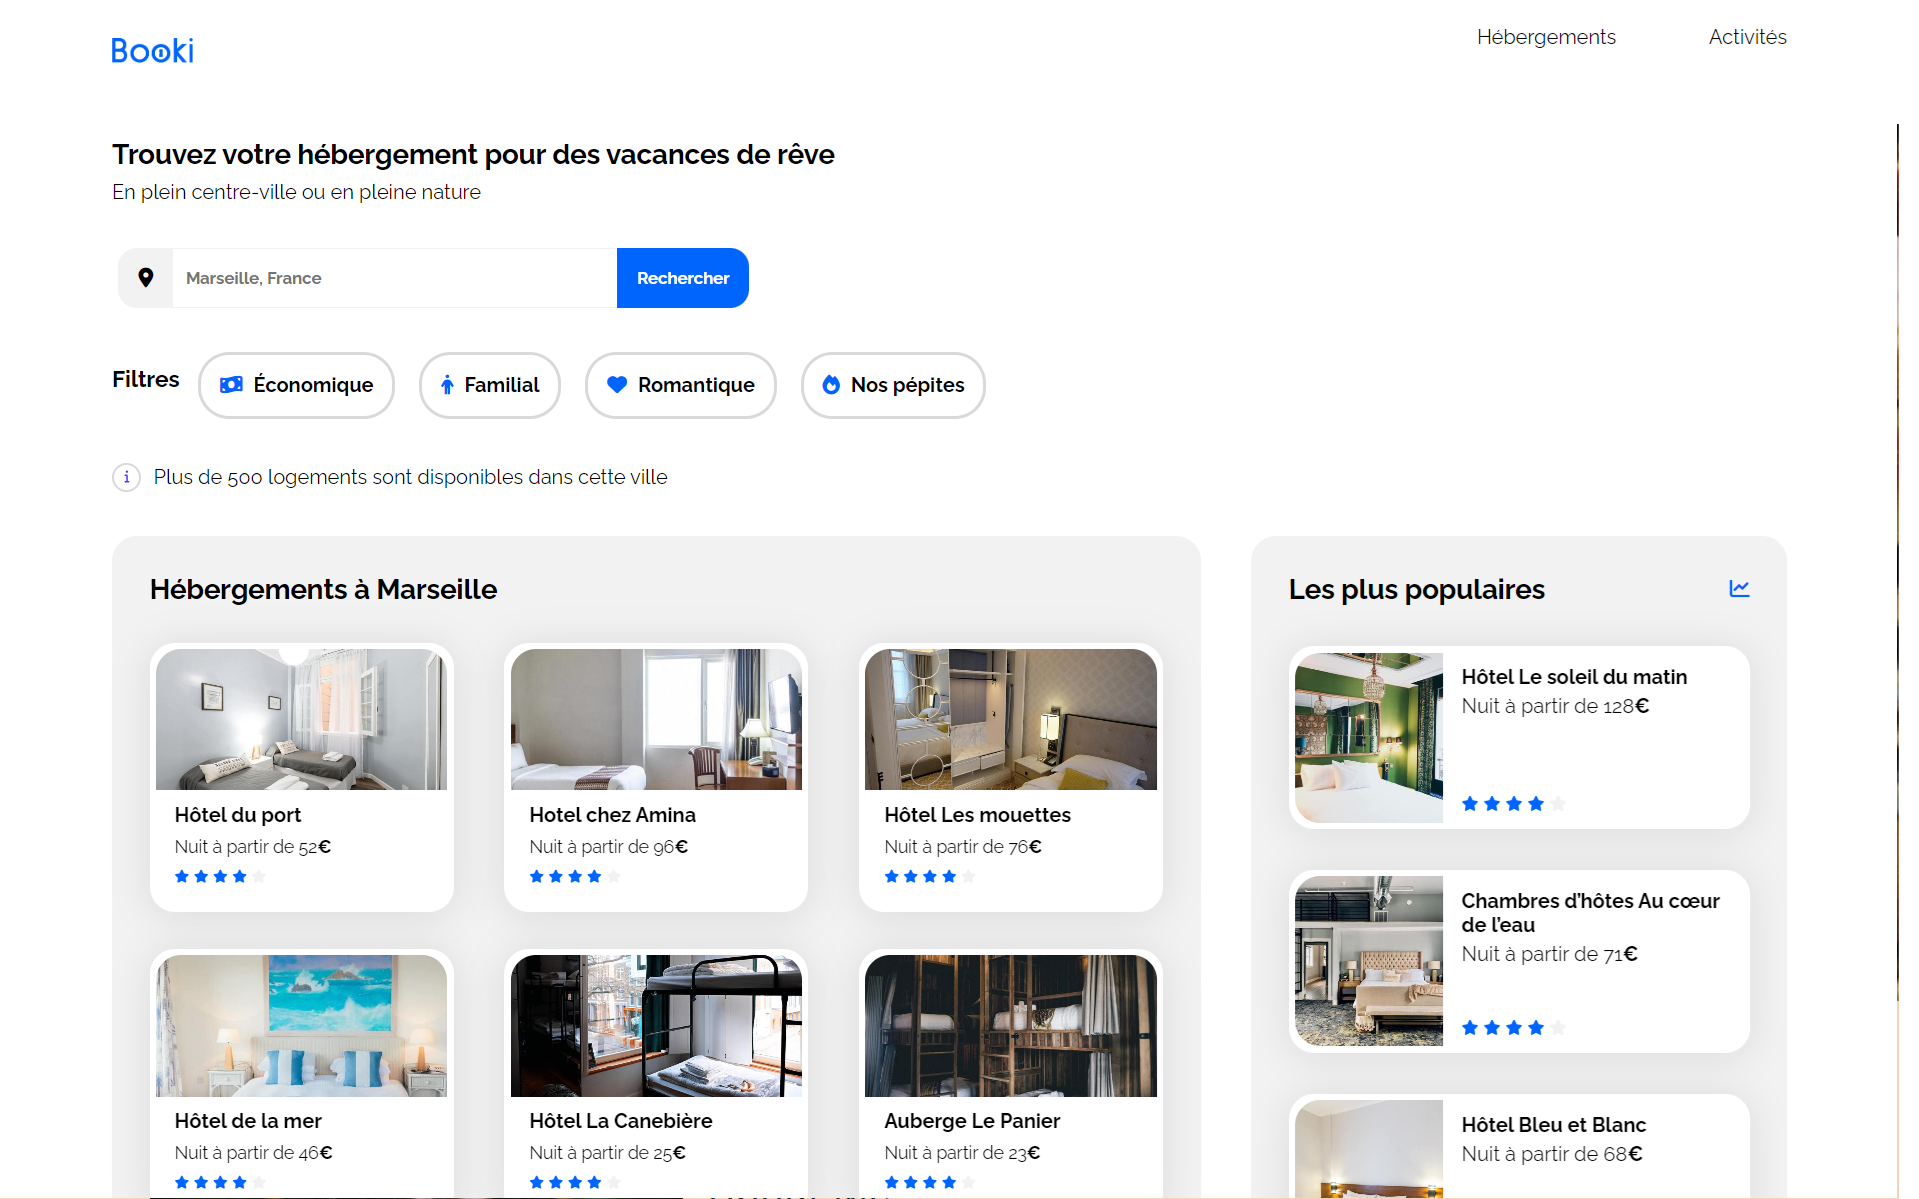 Booki
Hébergements
Activités
Trouvez votre hébergement pour des vacances de rêve
En plein centre-ville ou en pleine nature
Marseille, France
Rechercher
Filtres
Économique
Familial
Romantique
Nos pépites
Plus de 500 logements sont disponibles dans cette ville
Hébergements à Marseille
Hôtel du port
Nuit à partir de 52€
Hotel chez Amina
Nuit à partir de 96€
Hôtel Les mouettes
Nuit à partir de 76€
Hôtel de la mer
Nuit à partir de 46€
Hôtel La Canebière
Nuit à partir de 25€
Auberge Le Panier
Nuit à partir de 23€
Les plus populaires
Hôtel Le soleil du matin
Nuit à partir de 128€
Chambres d'hôtes Au cœur
de l'eau
Nuit à partir de 71€
Hôtel Bleu et Blanc
Nuit à partir de 68€